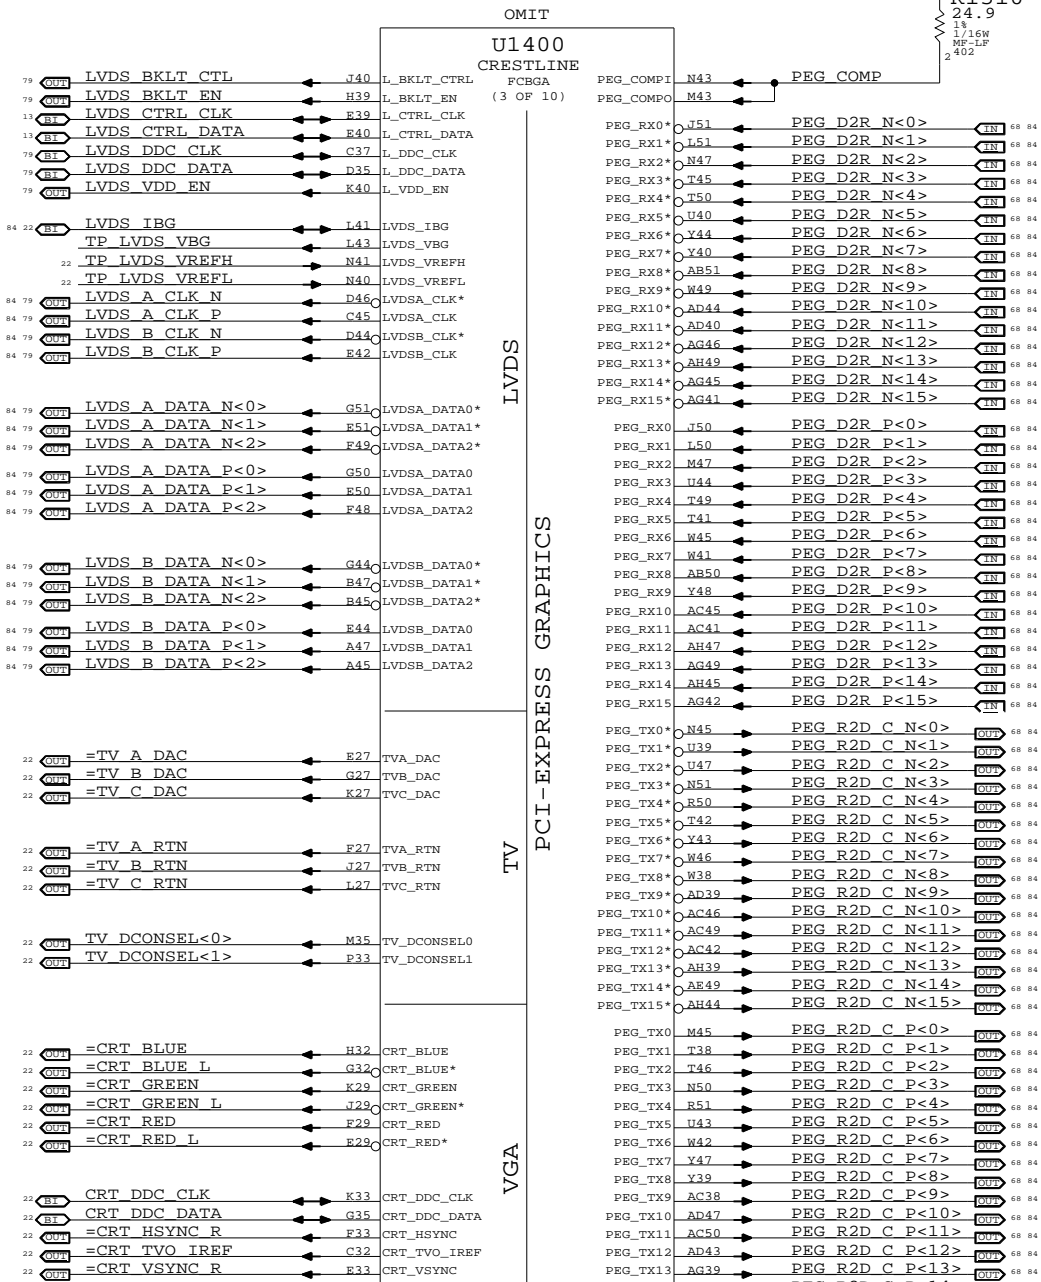 OMIT
R1510
24.9
1%
1/16W
MF-LF
402
2
U1400
CRESTLINE
FCBGA
(3 OF 10)
79 OUT LVDS_BKLT_CTL J40 L_BKLT_CTRL
79 OUT LVDS_BKLT_EN H39 L_BKLT_EN
13 BI LVDS_CTRL_CLK E39 L_CTRL_CLK
13 BI LVDS_CTRL_DATA E40 L_CTRL_DATA
79 BI LVDS_DDC_CLK C37 L_DDC_CLK
79 BI LVDS_DDC_DATA D35 L_DDC_DATA
79 OUT LVDS_VDD_EN K40 L_VDD_EN
84 22 BI LVDS_IBG L41 LVDS_IBG
TP_LVDS_VBG L43 LVDS_VBG
22 TP_LVDS_VREFH N41 LVDS_VREFH
22 TP_LVDS_VREFL N40 LVDS_VREFL
84 79 OUT LVDS_A_CLK_N D46 LVDSA_CLK*
84 79 OUT LVDS_A_CLK_P C45 LVDSA_CLK
84 79 OUT LVDS_B_CLK_N D44 LVDSB_CLK*
84 79 OUT LVDS_B_CLK_P E42 LVDSB_CLK
84 79 OUT LVDS_A_DATA_N<0> G51 LVDSA_DATA0*
84 79 OUT LVDS_A_DATA_N<1> E51 LVDSA_DATA1*
84 79 OUT LVDS_A_DATA_N<2> F49 LVDSA_DATA2*
84 79 OUT LVDS_A_DATA_P<0> G50 LVDSA_DATA0
84 79 OUT LVDS_A_DATA_P<1> E50 LVDSA_DATA1
84 79 OUT LVDS_A_DATA_P<2> F48 LVDSA_DATA2
84 79 OUT LVDS_B_DATA_N<0> G44 LVDSB_DATA0*
84 79 OUT LVDS_B_DATA_N<1> B47 LVDSB_DATA1*
84 79 OUT LVDS_B_DATA_N<2> B45 LVDSB_DATA2*
84 79 OUT LVDS_B_DATA_P<0> E44 LVDSB_DATA0
84 79 OUT LVDS_B_DATA_P<1> A47 LVDSB_DATA1
84 79 OUT LVDS_B_DATA_P<2> A45 LVDSB_DATA2
22 OUT =TV_A_DAC E27 TVA_DAC
22 OUT =TV_B_DAC G27 TVB_DAC
22 OUT =TV_C_DAC K27 TVC_DAC
22 OUT =TV_A_RTN F27 TVA_RTN
22 OUT =TV_B_RTN J27 TVB_RTN
22 OUT =TV_C_RTN L27 TVC_RTN
22 OUT TV_DCONSEL<0> M35 TV_DCONSEL0
22 OUT TV_DCONSEL<1> P33 TV_DCONSEL1
22 OUT =CRT_BLUE H32 CRT_BLUE
22 OUT =CRT_BLUE_L G32 CRT_BLUE*
22 OUT =CRT_GREEN K29 CRT_GREEN
22 OUT =CRT_GREEN_L J29 CRT_GREEN*
22 OUT =CRT_RED F29 CRT_RED
22 OUT =CRT_RED_L E29 CRT_RED*
22 BI CRT_DDC_CLK K33 CRT_DDC_CLK
22 BI CRT_DDC_DATA G35 CRT_DDC_DATA
22 OUT =CRT_HSYNC_R F33 CRT_HSYNC
22 OUT =CRT_TVO_IREF C32 CRT_TVO_IREF
22 OUT =CRT_VSYNC_R E33 CRT_VSYNC
LVDS
TV
VGA
PCI-EXPRESS GRAPHICS
PEG_COMPI N43 PEG_COMP
PEG_COMPO M43
PEG_RX0* J51 PEG_D2R_N<0> IN 68 84
PEG_RX1* L51 PEG_D2R_N<1> IN 68 84
PEG_RX2* N47 PEG_D2R_N<2> IN 68 84
PEG_RX3* T45 PEG_D2R_N<3> IN 68 84
PEG_RX4* T50 PEG_D2R_N<4> IN 68 84
PEG_RX5* U40 PEG_D2R_N<5> IN 68 84
PEG_RX6* Y44 PEG_D2R_N<6> IN 68 84
PEG_RX7* Y40 PEG_D2R_N<7> IN 68 84
PEG_RX8* AB51 PEG_D2R_N<8> IN 68 84
PEG_RX9* W49 PEG_D2R_N<9> IN 68 84
PEG_RX10* AD44 PEG_D2R_N<10> IN 68 84
PEG_RX11* AD40 PEG_D2R_N<11> IN 68 84
PEG_RX12* AG46 PEG_D2R_N<12> IN 68 84
PEG_RX13* AH49 PEG_D2R_N<13> IN 68 84
PEG_RX14* AG45 PEG_D2R_N<14> IN 68 84
PEG_RX15* AG41 PEG_D2R_N<15> IN 68 84
PEG_RX0 J50 PEG_D2R_P<0> IN 68 84
PEG_RX1 L50 PEG_D2R_P<1> IN 68 84
PEG_RX2 M47 PEG_D2R_P<2> IN 68 84
PEG_RX3 U44 PEG_D2R_P<3> IN 68 84
PEG_RX4 T49 PEG_D2R_P<4> IN 68 84
PEG_RX5 T41 PEG_D2R_P<5> IN 68 84
PEG_RX6 W45 PEG_D2R_P<6> IN 68 84
PEG_RX7 W41 PEG_D2R_P<7> IN 68 84
PEG_RX8 AB50 PEG_D2R_P<8> IN 68 84
PEG_RX9 Y48 PEG_D2R_P<9> IN 68 84
PEG_RX10 AC45 PEG_D2R_P<10> IN 68 84
PEG_RX11 AC41 PEG_D2R_P<11> IN 68 84
PEG_RX12 AH47 PEG_D2R_P<12> IN 68 84
PEG_RX13 AG49 PEG_D2R_P<13> IN 68 84
PEG_RX14 AH45 PEG_D2R_P<14> IN 68 84
PEG_RX15 AG42 PEG_D2R_P<15> IN 68 84
PEG_TX0* N45 PEG_R2D_C_N<0> OUT 68 84
PEG_TX1* U39 PEG_R2D_C_N<1> OUT 68 84
PEG_TX2* U47 PEG_R2D_C_N<2> OUT 68 84
PEG_TX3* N51 PEG_R2D_C_N<3> OUT 68 84
PEG_TX4* R50 PEG_R2D_C_N<4> OUT 68 84
PEG_TX5* T42 PEG_R2D_C_N<5> OUT 68 84
PEG_TX6* Y43 PEG_R2D_C_N<6> OUT 68 84
PEG_TX7* W46 PEG_R2D_C_N<7> OUT 68 84
PEG_TX8* W38 PEG_R2D_C_N<8> OUT 68 84
PEG_TX9* AD39 PEG_R2D_C_N<9> OUT 68 84
PEG_TX10* AC46 PEG_R2D_C_N<10> OUT 68 84
PEG_TX11* AC49 PEG_R2D_C_N<11> OUT 68 84
PEG_TX12* AC42 PEG_R2D_C_N<12> OUT 68 84
PEG_TX13* AH39 PEG_R2D_C_N<13> OUT 68 84
PEG_TX14* AE49 PEG_R2D_C_N<14> OUT 68 84
PEG_TX15* AH44 PEG_R2D_C_N<15> OUT 68 84
PEG_TX0 M45 PEG_R2D_C_P<0> OUT 68 84
PEG_TX1 T38 PEG_R2D_C_P<1> OUT 68 84
PEG_TX2 T46 PEG_R2D_C_P<2> OUT 68 84
PEG_TX3 N50 PEG_R2D_C_P<3> OUT 68 84
PEG_TX4 R51 PEG_R2D_C_P<4> OUT 68 84
PEG_TX5 U43 PEG_R2D_C_P<5> OUT 68 84
PEG_TX6 W42 PEG_R2D_C_P<6> OUT 68 84
PEG_TX7 Y47 PEG_R2D_C_P<7> OUT 68 84
PEG_TX8 Y39 PEG_R2D_C_P<8> OUT 68 84
PEG_TX9 AC38 PEG_R2D_C_P<9> OUT 68 84
PEG_TX10 AD47 PEG_R2D_C_P<10> OUT 68 84
PEG_TX11 AC50 PEG_R2D_C_P<11> OUT 68 84
PEG_TX12 AD43 PEG_R2D_C_P<12> OUT 68 84
PEG_TX13 AG39 PEG_R2D_C_P<13> OUT 68 84